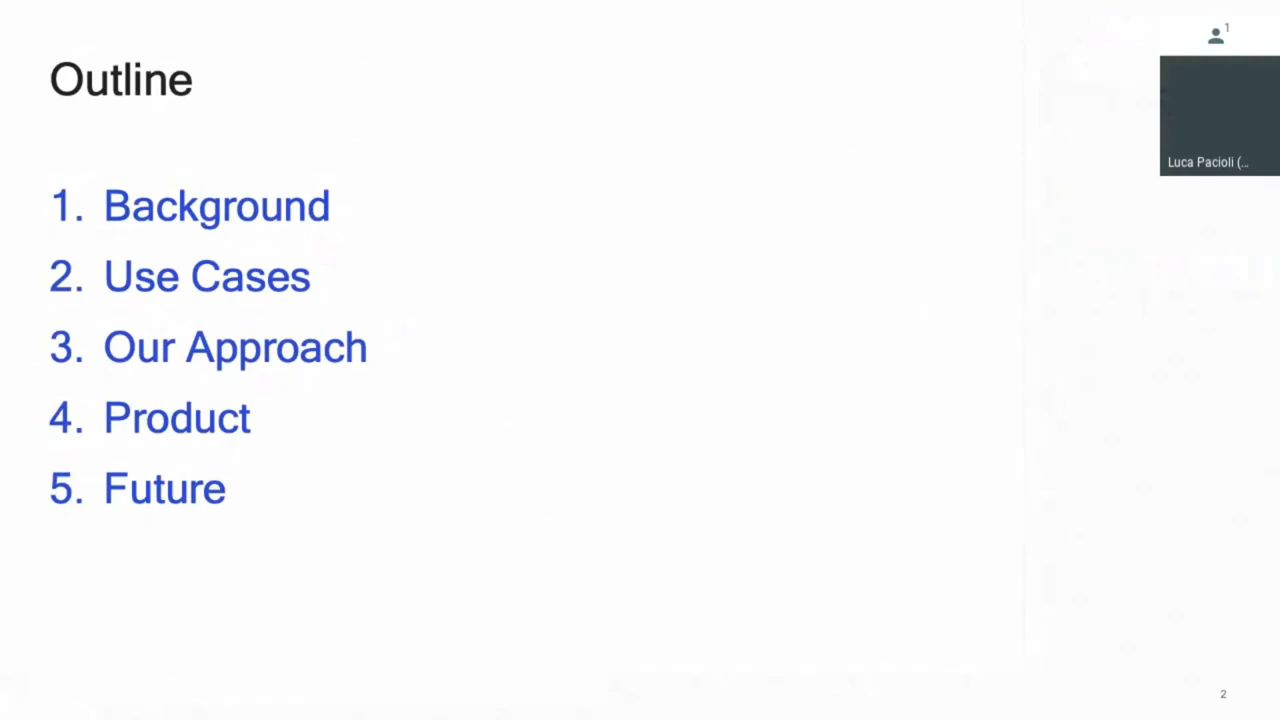 Outline
1. Background
2. Use Cases
3. Our Approach
4. Product
5. Future
1
Luca Pacioli (...
2